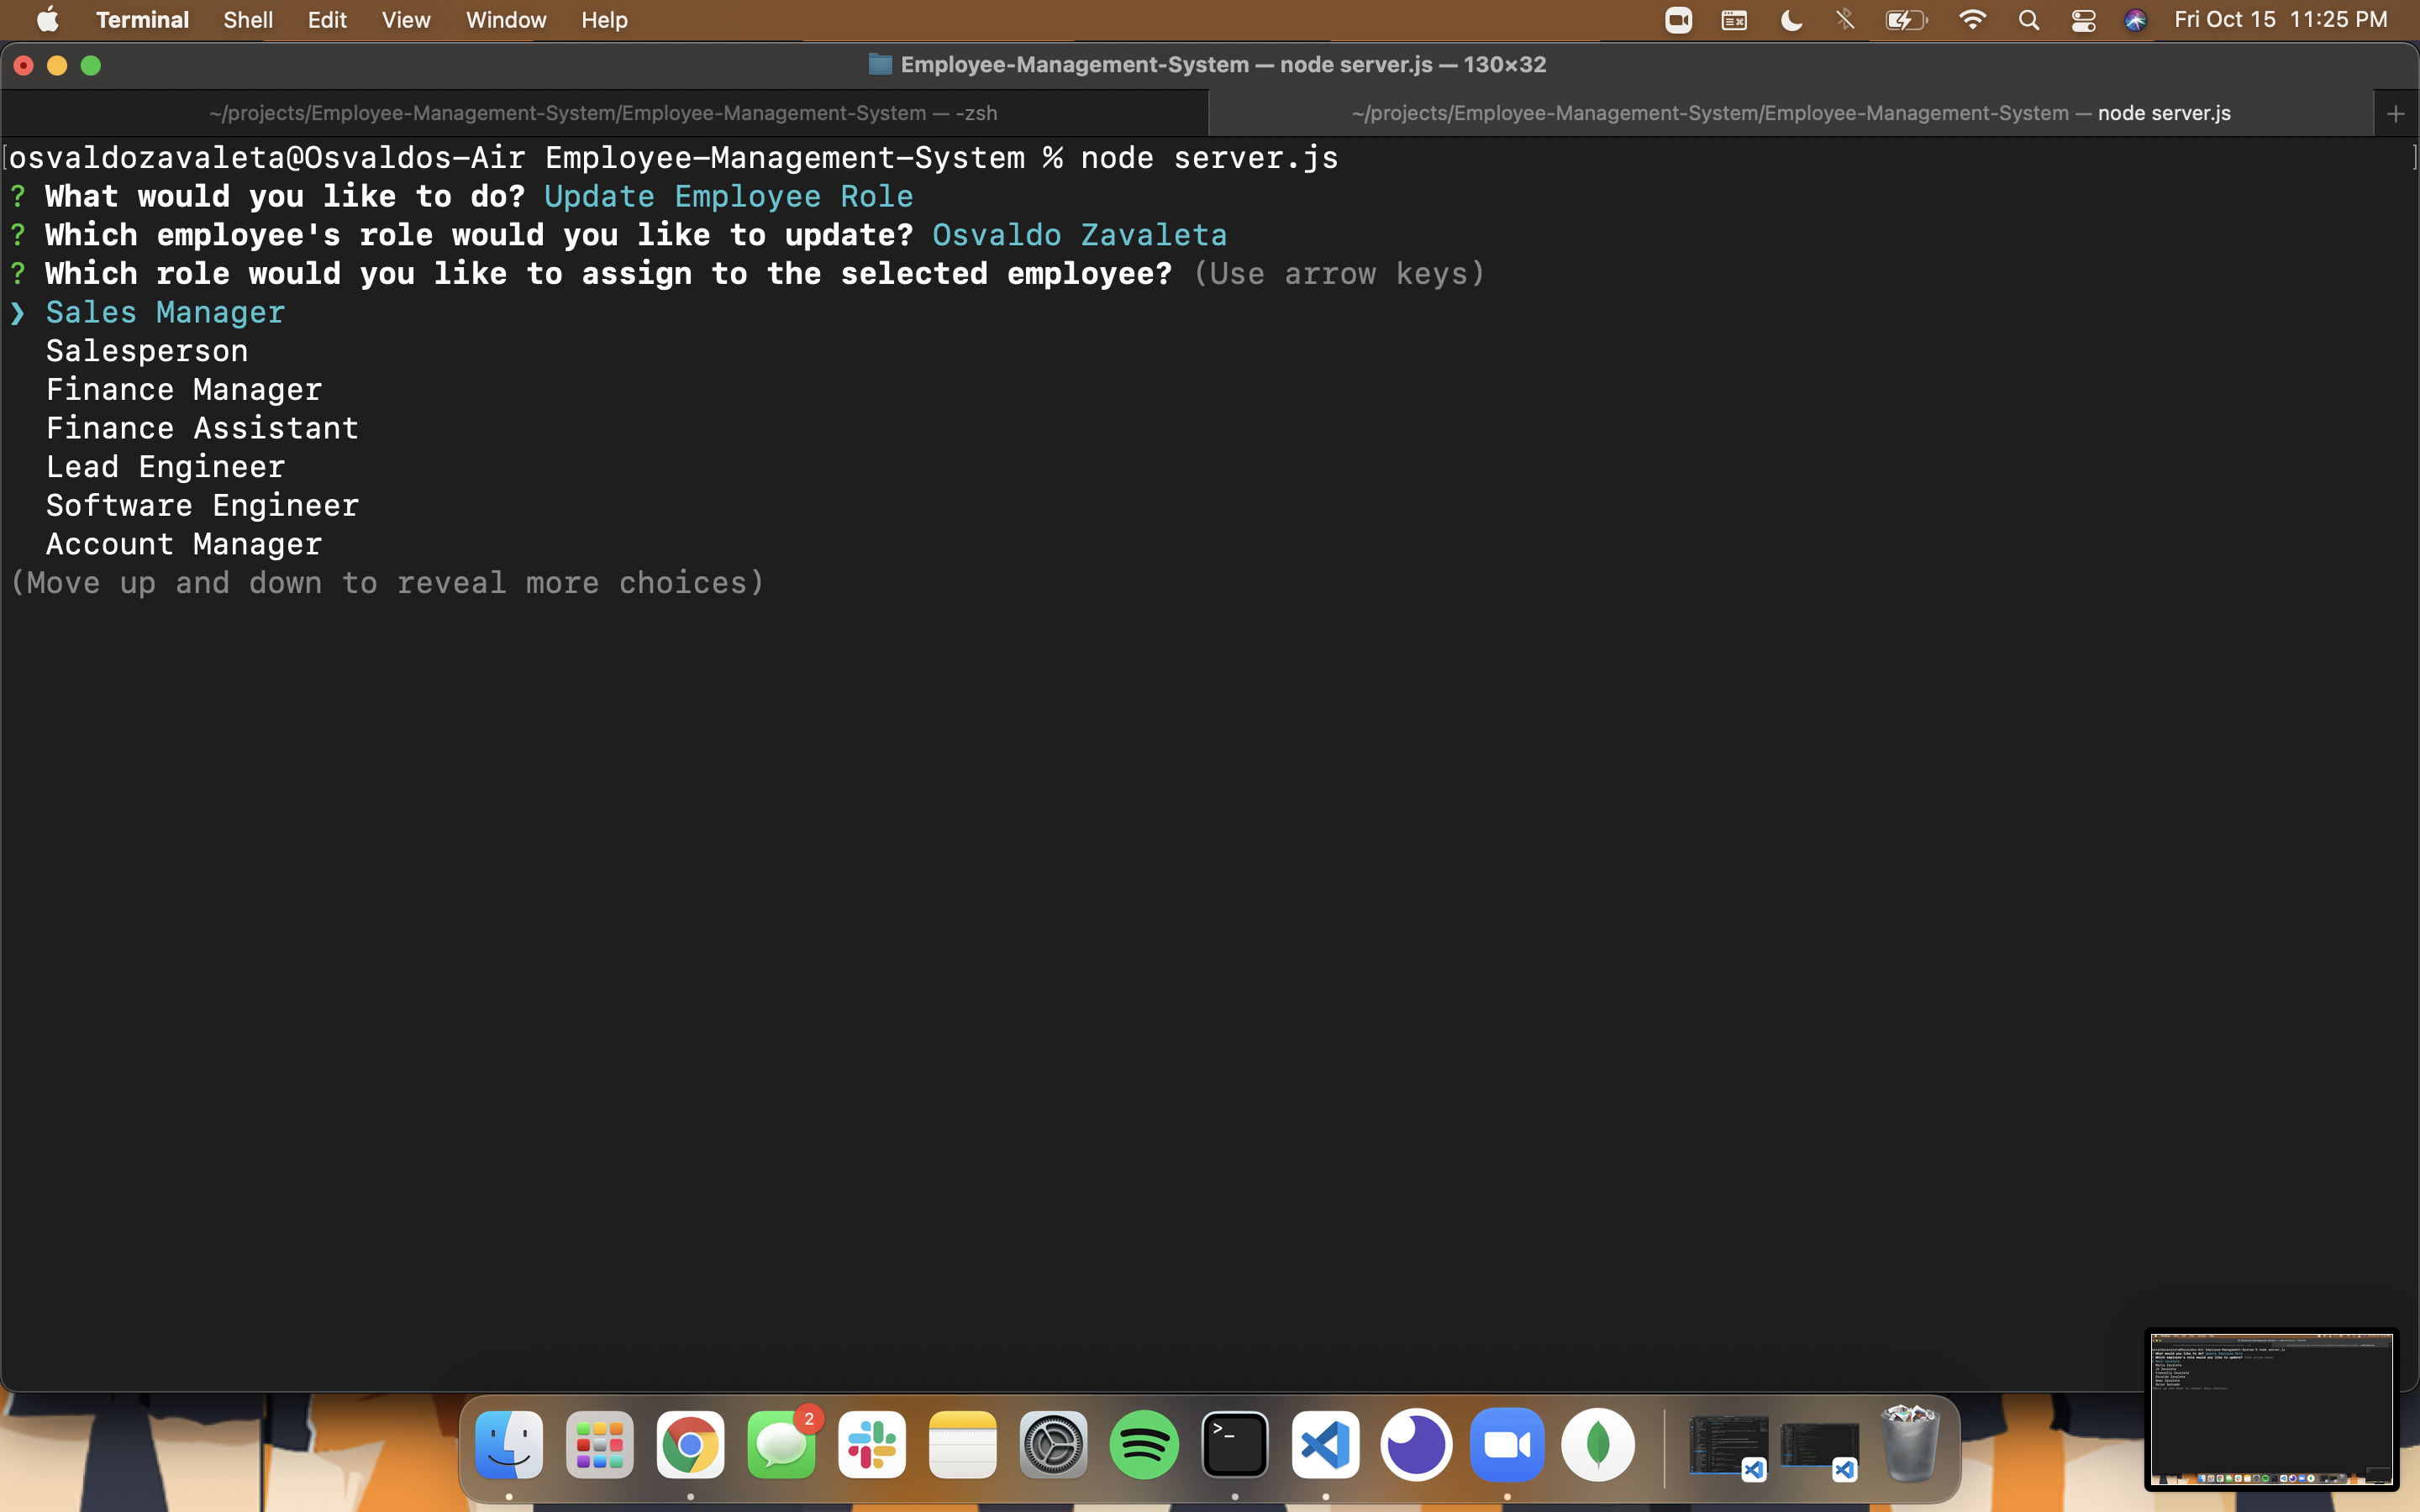 Terminal Shell Edit View Window Help Fri Oct 15 11:25 PM
Employee-Management-System — node server.js — 130×32
~/projects/Employee-Management-System/Employee-Management-System — -zsh
~/projects/Employee-Management-System/Employee-Management-System — node server.js
[osvaldozavaleta@Osvaldos-Air Employee-Management-System % node server.js ]
? What would you like to do? Update Employee Role
? Which employee's role would you like to update? Osvaldo Zavaleta
? Which role would you like to assign to the selected employee? (Use arrow keys)
❯ Sales Manager
Salesperson
Finance Manager
Finance Assistant
Lead Engineer
Software Engineer
Account Manager
(Move up and down to reveal more choices)
2